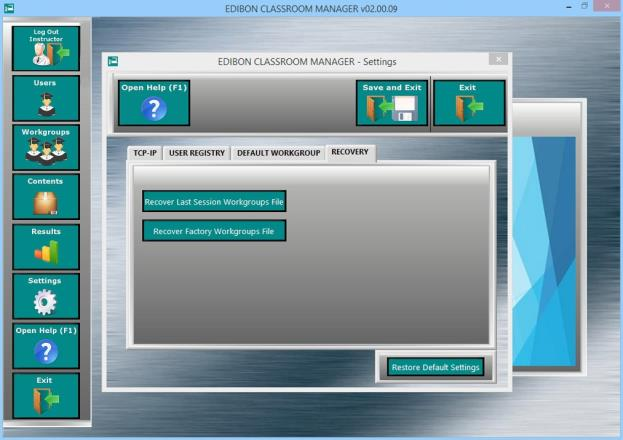 EDIBON CLASSROOM MANAGER v02.00.09
Log Out
Instructor
Users
Workgroups
Contents
Results
Settings
Open Help (F1)
Exit
EDIBON CLASSROOM MANAGER - Settings
Open Help (F1)
Save and Exit
Exit
TCP-IP
USER REGISTRY
DEFAULT WORKGROUP
RECOVERY
Recover Last Session Workgroups File
Recover Factory Workgroups File
Restore Default Settings